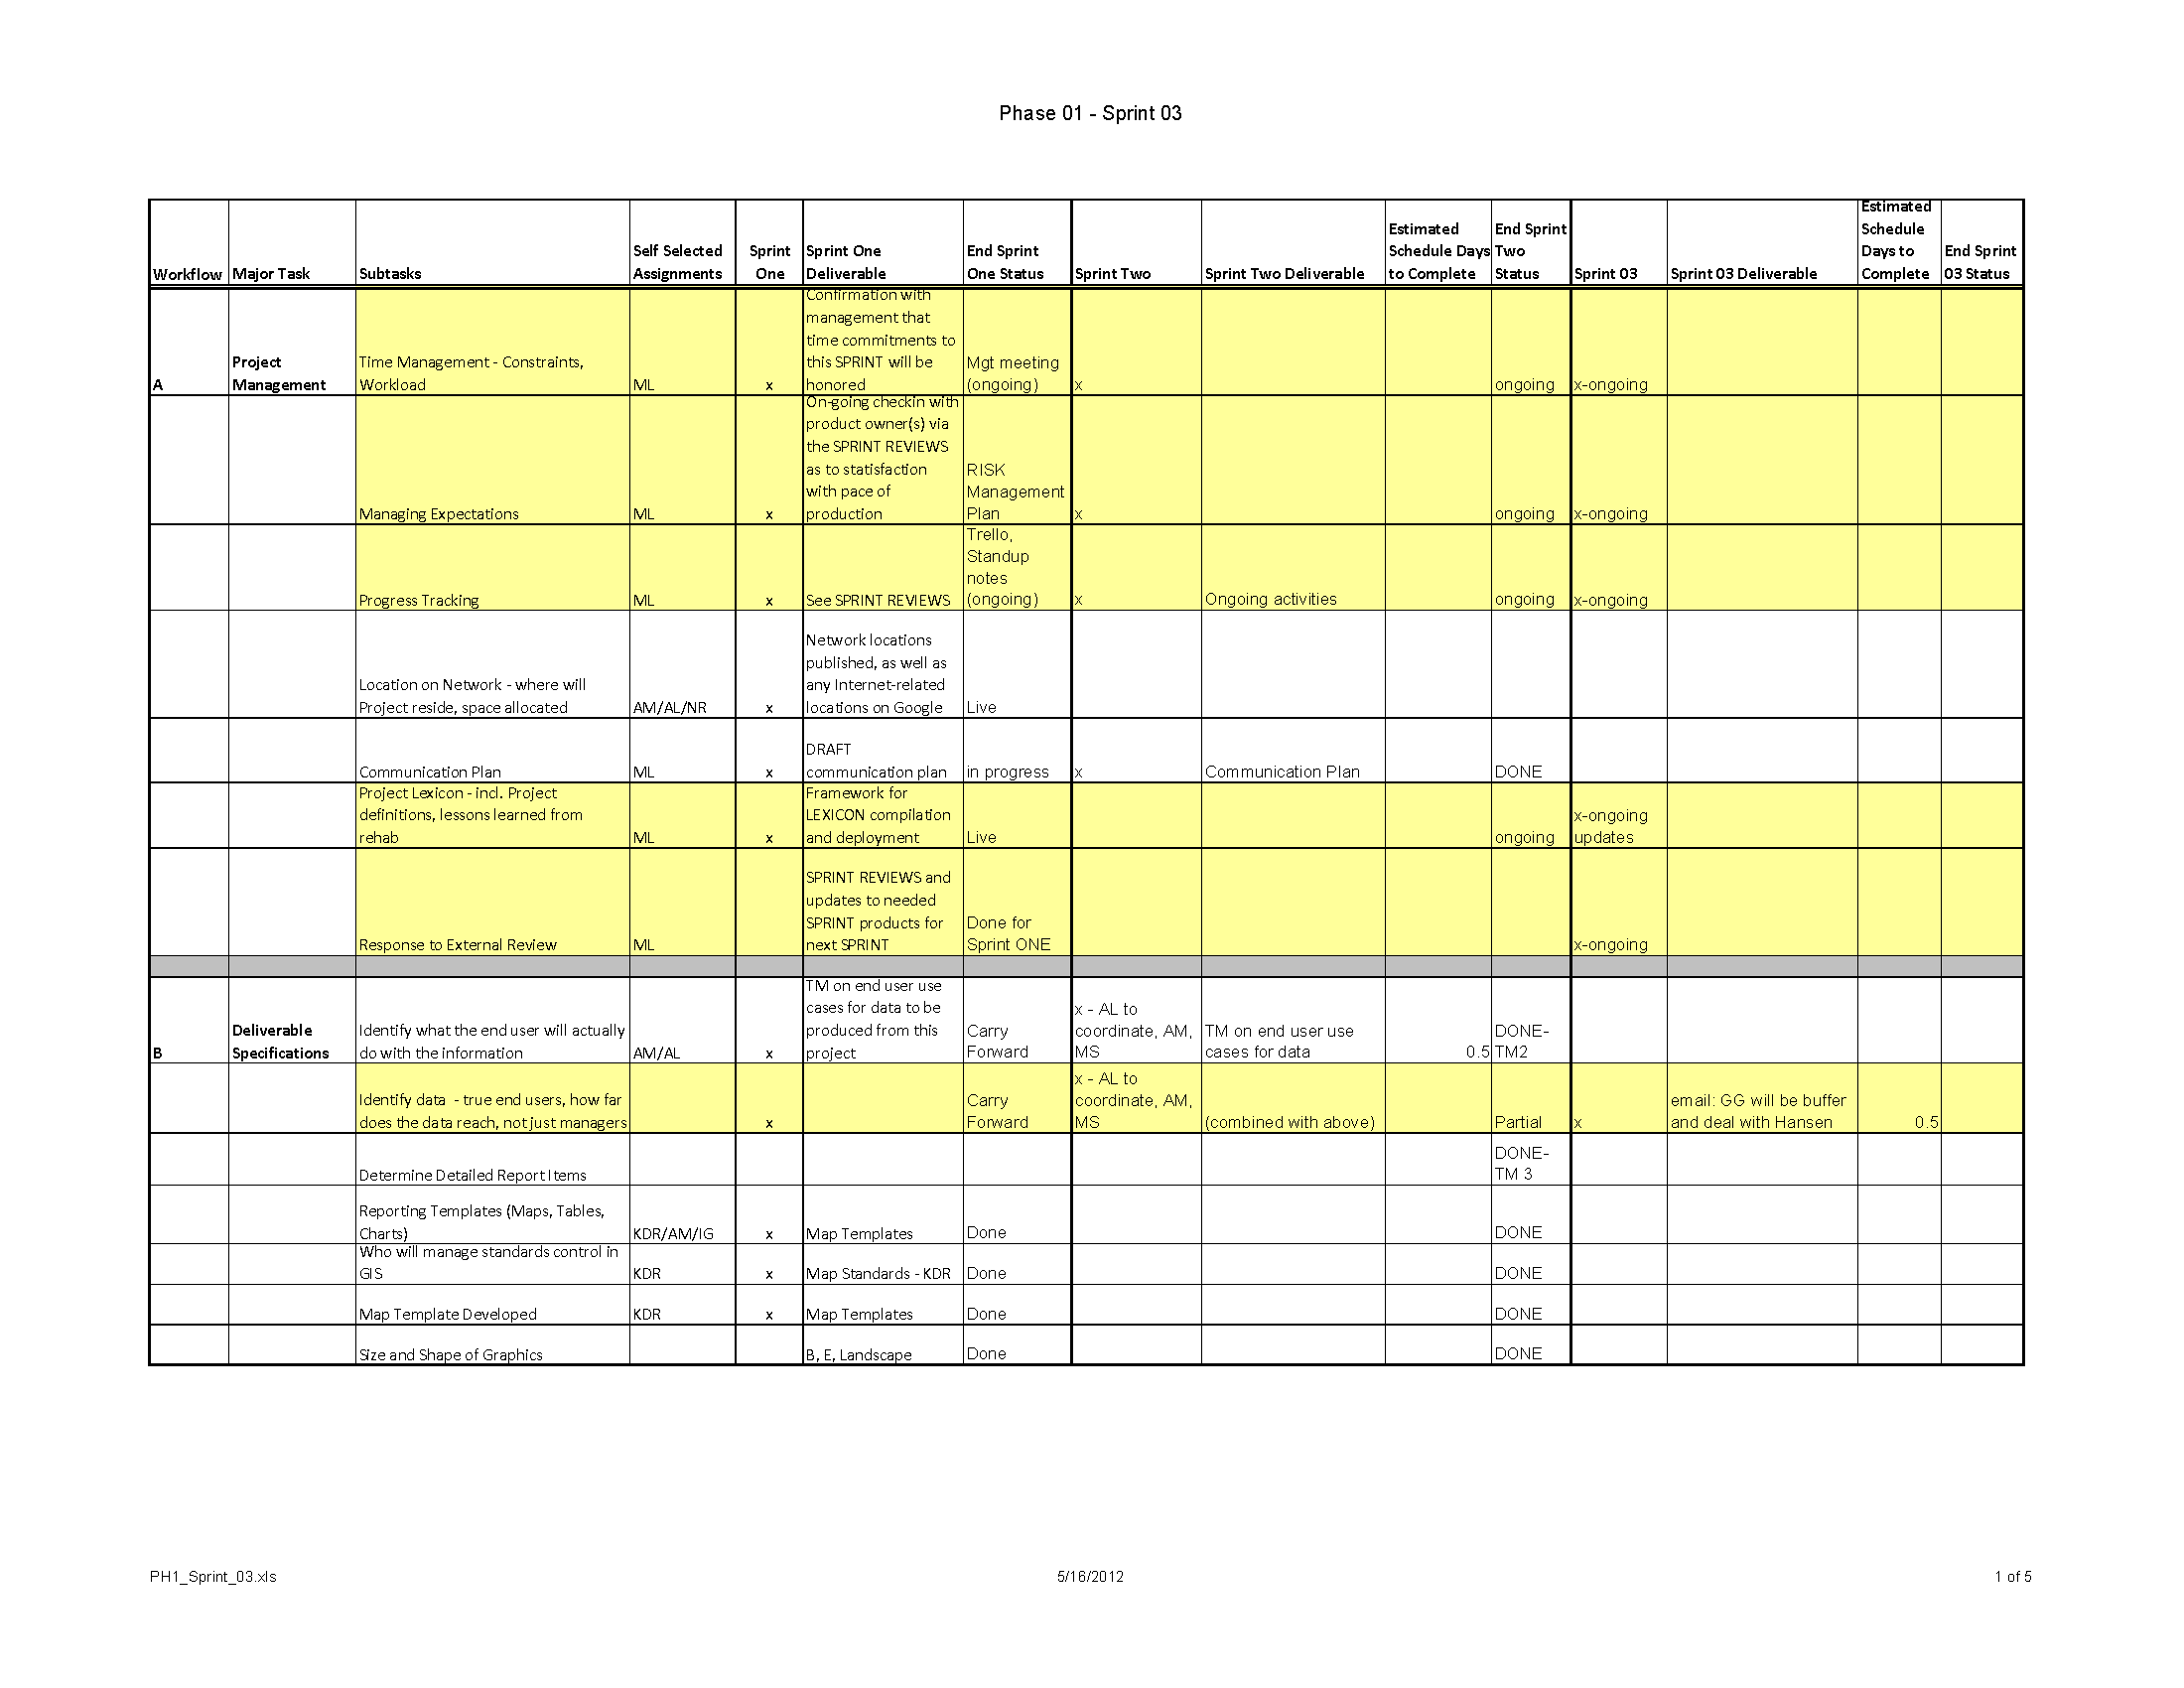 Phase 01 - Sprint 03
Workflow
Major Task
Subtasks
Self Selected
Assignments
Sprint
One
Sprint One
Deliverable
End Sprint
One Status
Sprint Two
Sprint Two Deliverable
Estimated
Schedule Days
to Complete
End Sprint
Two
Status
Sprint 03
Sprint 03 Deliverable
Estimated
Schedule
Days to
Complete
End Sprint
03 Status
A
Project
Management
Time Management - Constraints,
Workload
ML
x
Confirmation with
management that
time commitments to
this SPRINT will be
honored
Mgt meeting
(ongoing)
x
ongoing
x-ongoing
Managing Expectations
ML
x
On-going checkin with
product owner(s) via
the SPRINT REVIEWS
as to statisfaction
with pace of
production
RISK
Management
Plan
x
ongoing
x-ongoing
Progress Tracking
ML
x
See SPRINT REVIEWS
Trello,
Standup
notes
(ongoing)
x
Ongoing activities
ongoing
x-ongoing
Location on Network - where will
Project reside, space allocated
AM/AL/NR
x
Network locations
published, as well as
any Internet-related
locations on Google
Live
Communication Plan
ML
x
DRAFT
communication plan
in progress
x
Communication Plan
DONE
Project Lexicon - incl. Project
definitions, lessons learned from
rehab
ML
x
Framework for
LEXICON compilation
and deployment
Live
ongoing
x-ongoing
updates
Response to External Review
ML
SPRINT REVIEWS and
updates to needed
SPRINT products for
next SPRINT
Done for
Sprint ONE
x-ongoing
B
Deliverable
Specifications
Identify what the end user will actually
do with the information
AM/AL
x
TM on end user use
cases for data to be
produced from this
project
Carry
Forward
x - AL to
coordinate, AM,
MS
TM on end user use
cases for data
0.5
DONE-
TM2
Identify data - true end users, how far
does the data reach, not just managers
x
Carry
Forward
x - AL to
coordinate, AM,
MS
(combined with above)
Partial
x
email: GG will be buffer
and deal with Hansen
0.5
Determine Detailed Report Items
DONE-
TM 3
Reporting Templates (Maps, Tables,
Charts)
KDR/AM/IG
x
Map Templates
Done
DONE
Who will manage standards control in
GIS
KDR
x
Map Standards - KDR
Done
DONE
Map Template Developed
KDR
x
Map Templates
Done
DONE
Size and Shape of Graphics
B, E, Landscape
Done
DONE
PH1_Sprint_03.xls
5/16/2012
1 of 5